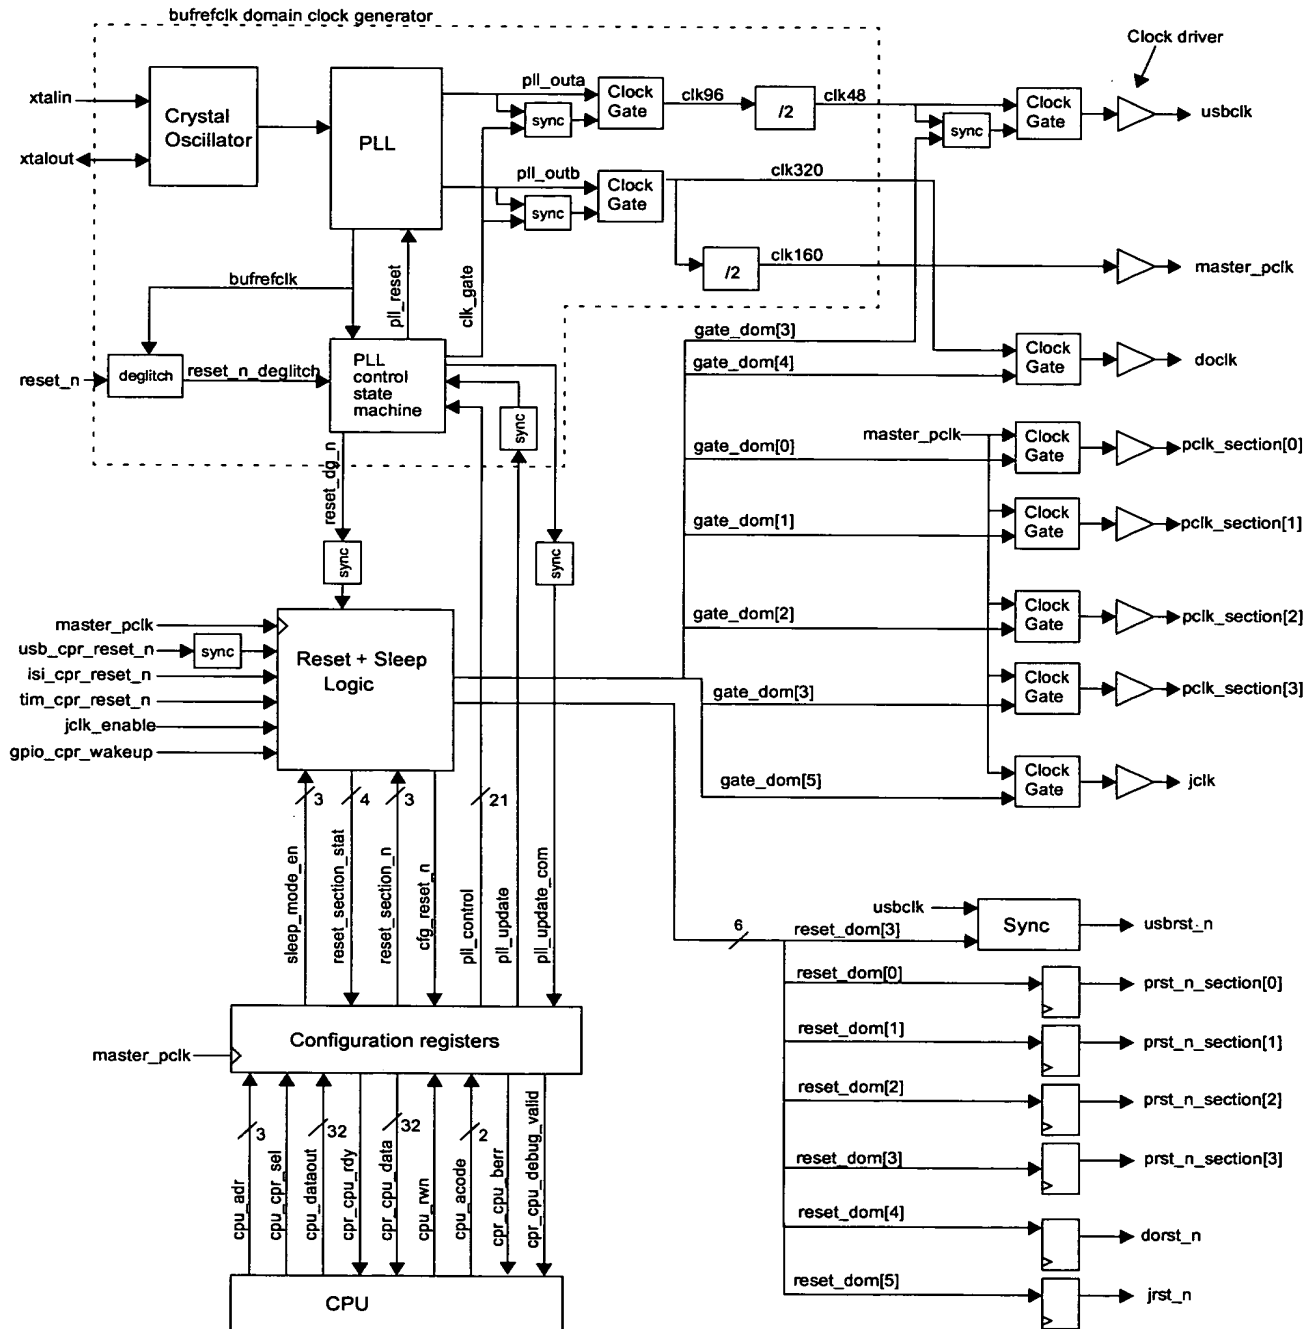 bufrefclk domain clock generator
Clock driver
xtalin
xtalout
Crystal
Oscillator
PLL
pll_outa
sync
Clock
Gate
clk96
/2
clk48
sync
Clock
Gate
usbclk
pll_outb
sync
Clock
Gate
clk320
/2
clk160
master_pclk
bufrefclk
pll_reset
clk_gate
reset_n
deglitch
reset_n_deglitch
PLL
control
state
machine
sync
gate_dom[3]
gate_dom[4]
Clock
Gate
doclk
reset_dg_n
master_pclk
gate_dom[0]
Clock
Gate
pclk_section[0]
gate_dom[1]
Clock
Gate
pclk_section[1]
sync
sync
gate_dom[2]
Clock
Gate
pclk_section[2]
master_pclk
usb_cpr_reset_n
sync
isi_cpr_reset_n
tim_cpr_reset_n
jclk_enable
gpio_cpr_wakeup
Reset + Sleep
Logic
gate_dom[3]
Clock
Gate
pclk_section[3]
gate_dom[5]
Clock
Gate
jclk
3
4
3
21
sleep_mode_en
reset_section_stat
reset_section_n
cfg_reset_n
pll_control
pll_update
pll_update_com
6
usbclk
reset_dom[3]
Sync
usbrst_n
reset_dom[0]
prst_n_section[0]
reset_dom[1]
prst_n_section[1]
reset_dom[2]
prst_n_section[2]
reset_dom[3]
prst_n_section[3]
reset_dom[4]
dorst_n
reset_dom[5]
jrst_n
master_pclk
Configuration registers
3
32
32
2
cpu_adr
cpu_cpr_sel
cpu_dataout
cpr_cpu_rdy
cpr_cpu_data
cpu_rwn
cpu_acode
cpr_cpu_berr
cpr_cpu_debug_valid
CPU